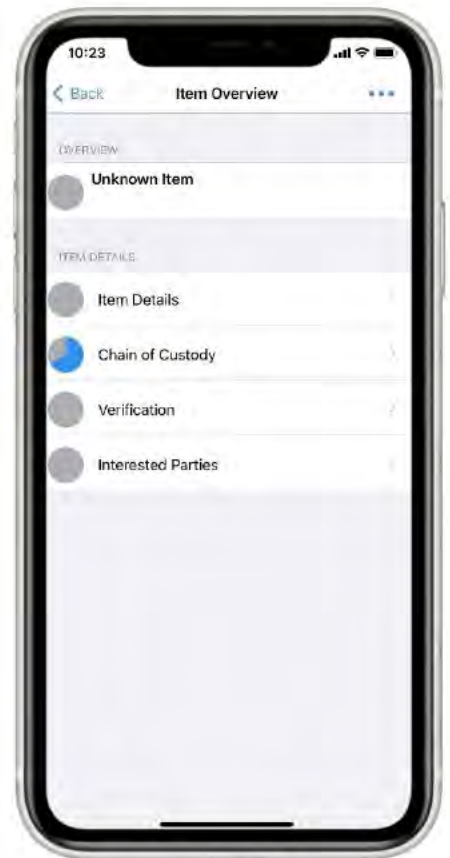 10:23
Back
Item Overview
OVERVIEW
Unknown Item
ITEM DETAILS
Item Details
Chain of Custody
Verification
Interested Parties